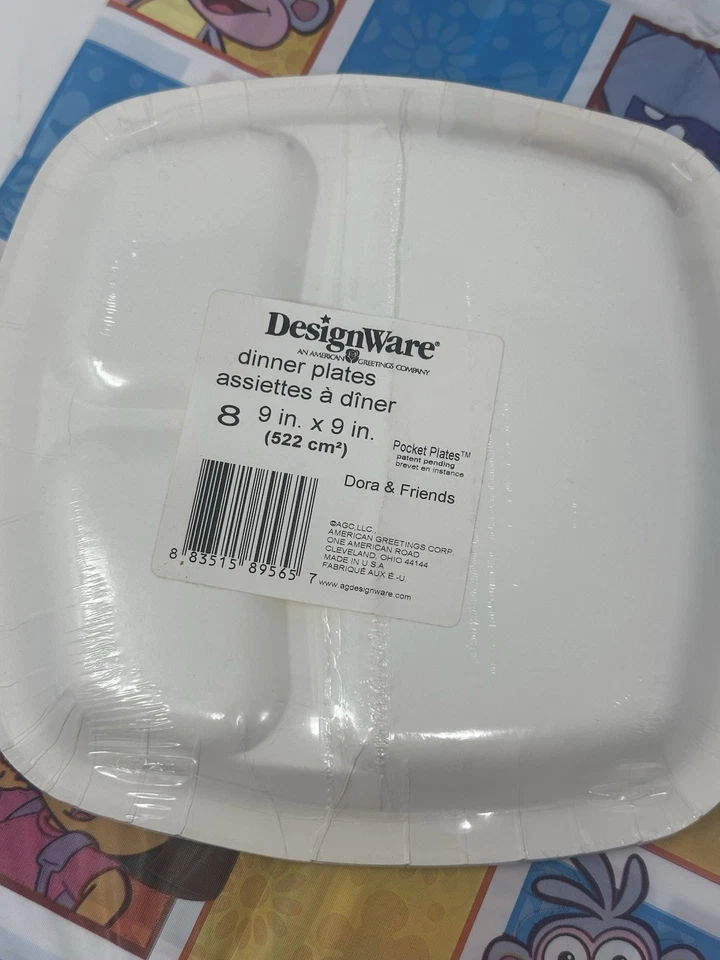 DesignWare®
AN AMERICAN GREETINGS COMPANY
dinner plates
assiettes à dîner
8 9 in. x 9 in.
(522 cm²)
Pocket Plates™
patent pending
brevet en instance
Dora & Friends
©AGC,LLC.
AMERICAN GREETINGS CORP.
ONE AMERICAN ROAD
CLEVELAND, OHIO 44144
MADE IN U.S.A
FABRIQUÉ AUX É.-U.
www.agdesignware.com
8 83515 89565 7